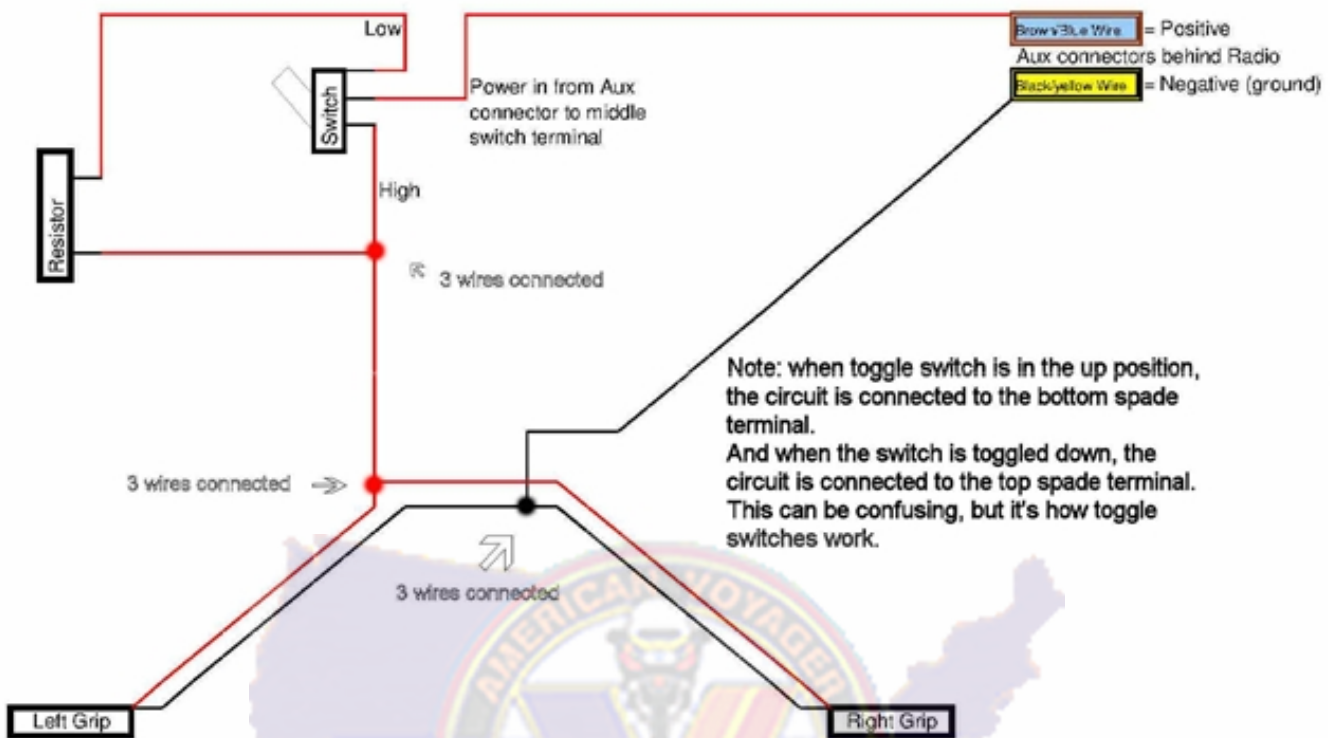 Low
Brown/Blue Wire
= Positive
Aux connectors behind Radio
Black/yellow Wire
= Negative (ground)
Switch
Power in from Aux
connector to middle
switch terminal
Resistor
High
3 wires connected
Note: when toggle switch is in the up position,
the circuit is connected to the bottom spade
terminal.
And when the switch is toggled down, the
circuit is connected to the top spade terminal.
This can be confusing, but it's how toggle
switches work.
3 wires connected
3 wires connected
AMERICAN VOYAGER
Left Grip
Right Grip